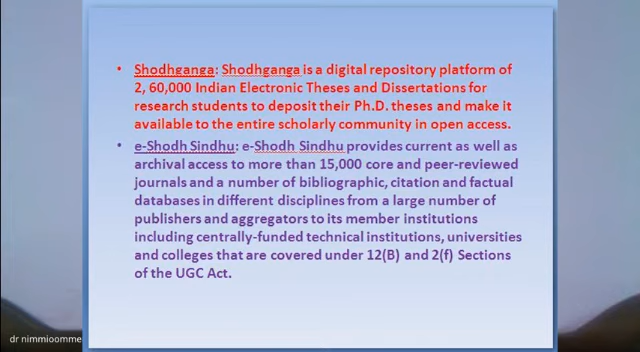 • Shodhganga: Shodhganga is a digital repository platform of
2, 60,000 Indian Electronic Theses and Dissertations for
research students to deposit their Ph.D. theses and make it
available to the entire scholarly community in open access.
• e-Shodh Sindhu: e-Shodh Sindhu provides current as well as
archival access to more than 15,000 core and peer-reviewed
journals and a number of bibliographic, citation and factual
databases in different disciplines from a large number of
publishers and aggregators to its member institutions
including centrally-funded technical institutions, universities
and colleges that are covered under 12(B) and 2(f) Sections
of the UGC Act.
dr nimmioomme